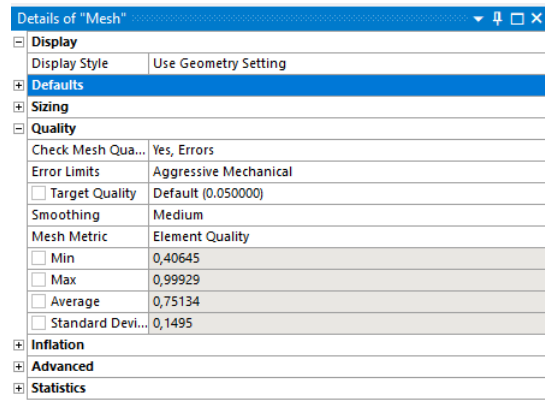 Details of "Mesh"
Display
Display Style Use Geometry Setting
Defaults
Sizing
Quality
Check Mesh Qua... Yes, Errors
Error Limits Aggressive Mechanical
Target Quality Default (0.050000)
Smoothing Medium
Mesh Metric Element Quality
Min 0,40645
Max 0,99929
Average 0,75134
Standard Devi... 0,1495
Inflation
Advanced
Statistics